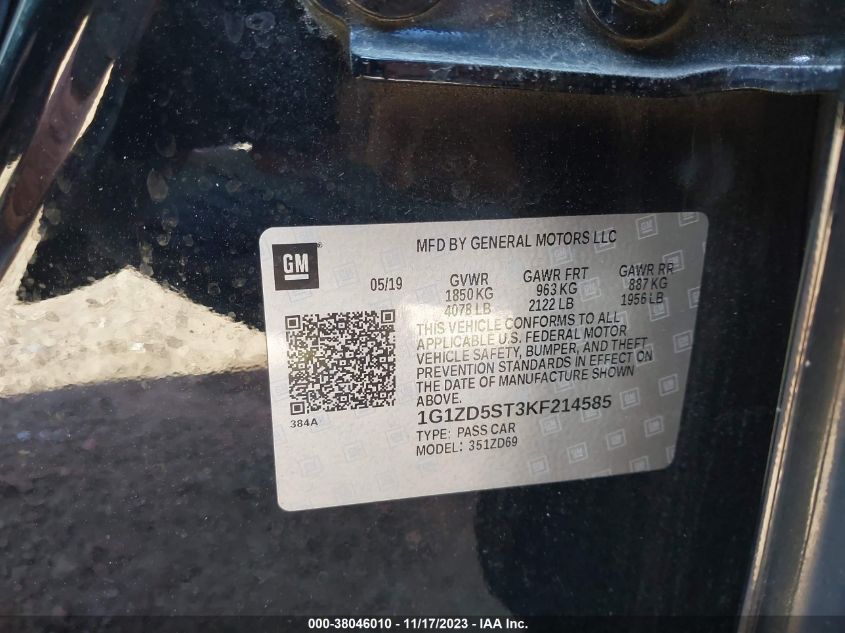 GM
MFD BY GENERAL MOTORS LLC
05/19
GVWR GAWR FRT GAWR RR
1850 KG 963 KG 887 KG
4078 LB 2122 LB 1956 LB
THIS VEHICLE CONFORMS TO ALL
APPLICABLE U.S. FEDERAL MOTOR
VEHICLE SAFETY, BUMPER, AND THEFT
PREVENTION STANDARDS IN EFFECT ON
THE DATE OF MANUFACTURE SHOWN
ABOVE.
384A
1G1ZD5ST3KF214585
TYPE: PASS CAR
MODEL: 351ZD69
000-38046010 - 11/17/2023 - IAA Inc.